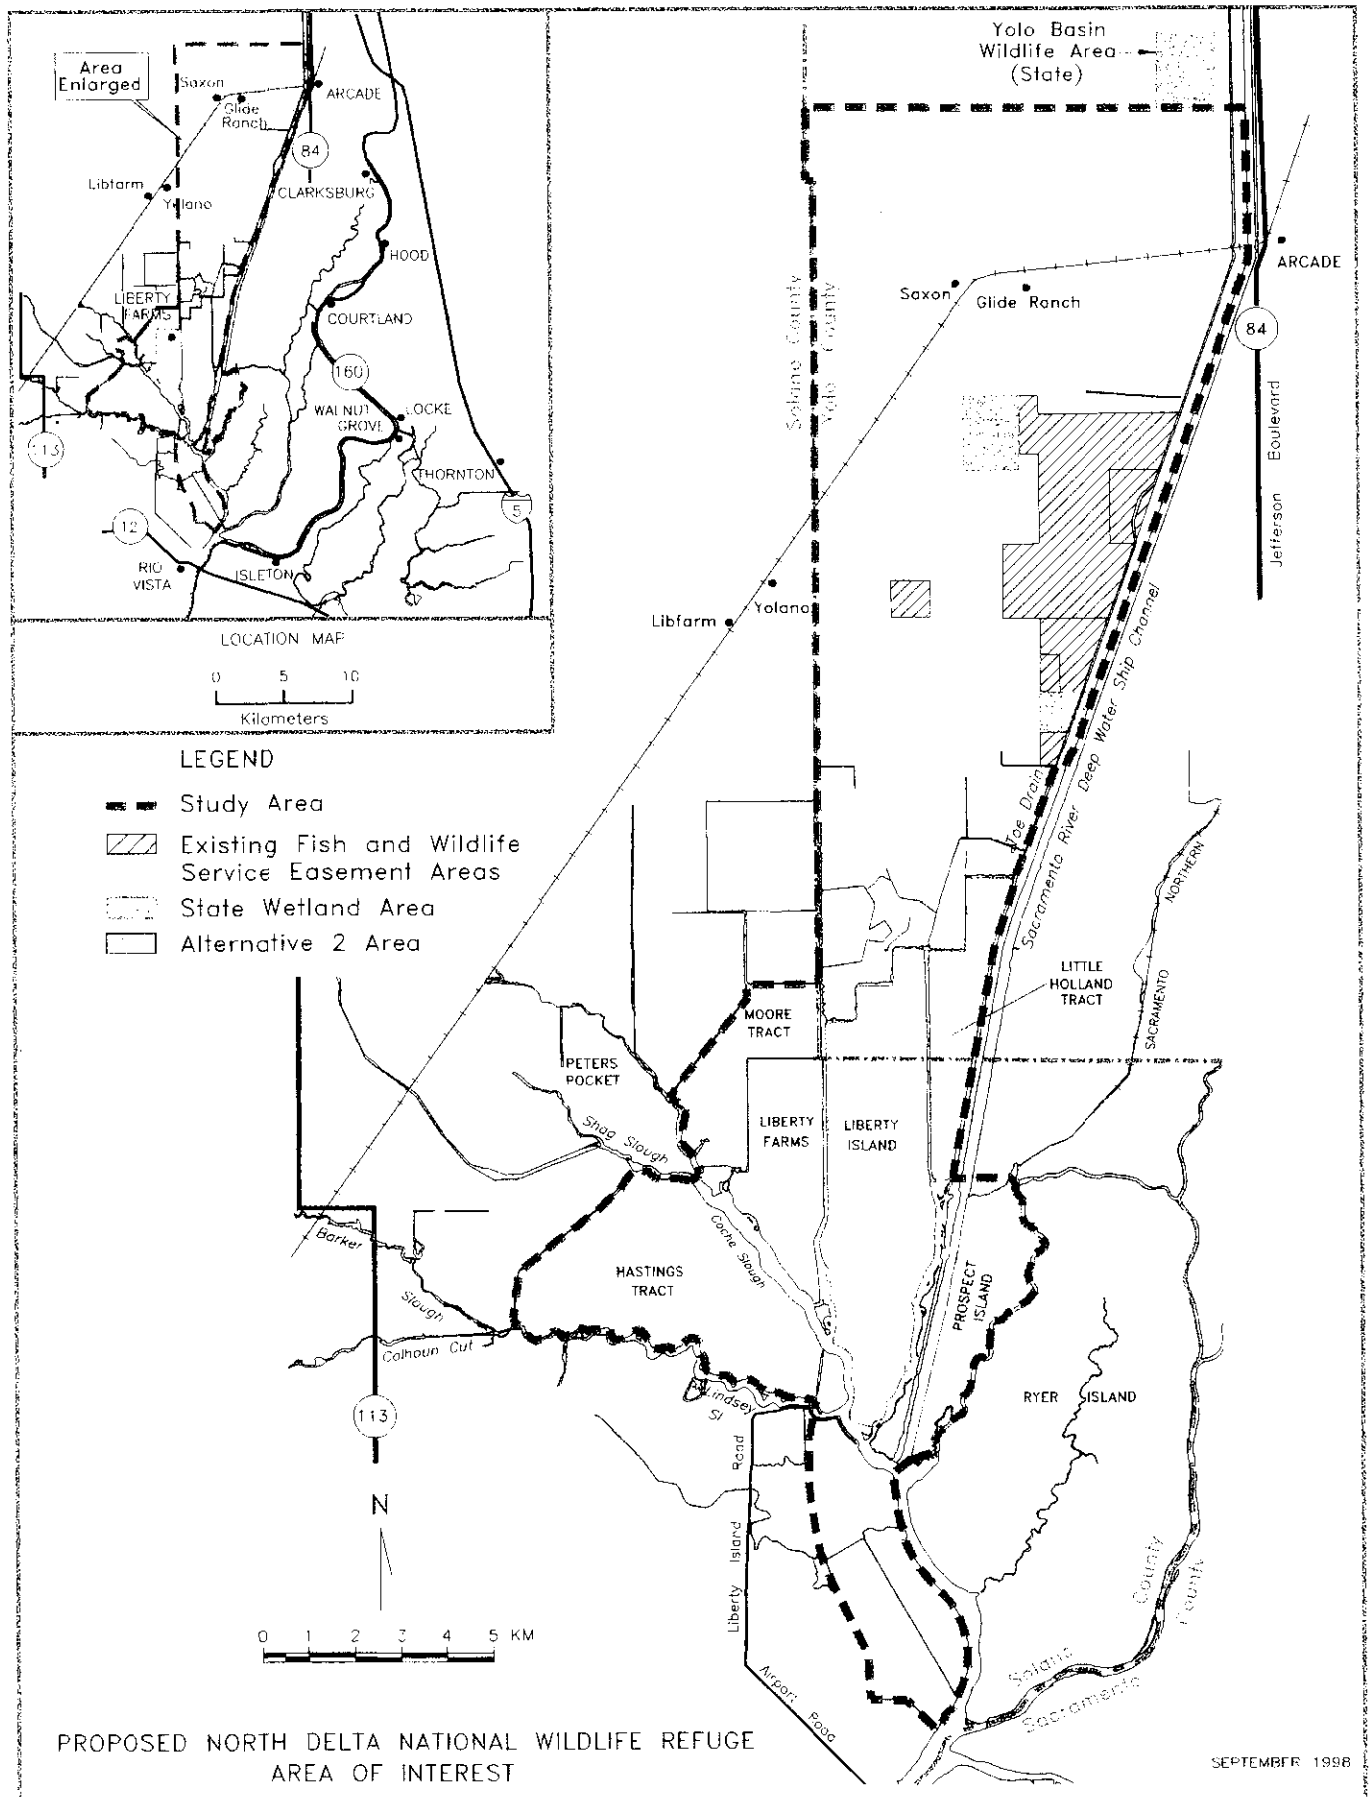 Area
Enlarged
Saxon
Glide
Ranch
ARCADE
84
Libfarm
Yolano
CLARKSBURG
HOOD
LIBERTY
FARMS
COURTLAND
160
WALNUT
GROVE
LOCKE
THORNTON
113
5
12
RIO
VISTA
ISLETON
LOCATION MAP
0 5 10
Kilometers
LEGEND
Study Area
Existing Fish and Wildlife
Service Easement Areas
State Wetland Area
Alternative 2 Area
Yolo Basin
Wildlife Area
(State)
Solano County
Yolo County
Saxon
Glide Ranch
ARCADE
84
Jefferson Boulevard
Yolano
Libfarm
Toe Drain
Sacramento River Deep Water Ship Channel
NORTHERN
SACRAMENTO
LITTLE
HOLLAND
TRACT
MOORE
TRACT
PETERS
POCKET
Shag Slough
LIBERTY
FARMS
LIBERTY
ISLAND
Barker
Slough
Calhoun Cut
HASTINGS
TRACT
Cache Slough
PROSPECT
ISLAND
RYER ISLAND
Lindsey
Sl
113
N
Liberty Island Road
Airport Road
County
County
Solano
Sacramento
0 1 2 3 4 5 KM
PROPOSED NORTH DELTA NATIONAL WILDLIFE REFUGE
AREA OF INTEREST
SEPTEMBER 1998